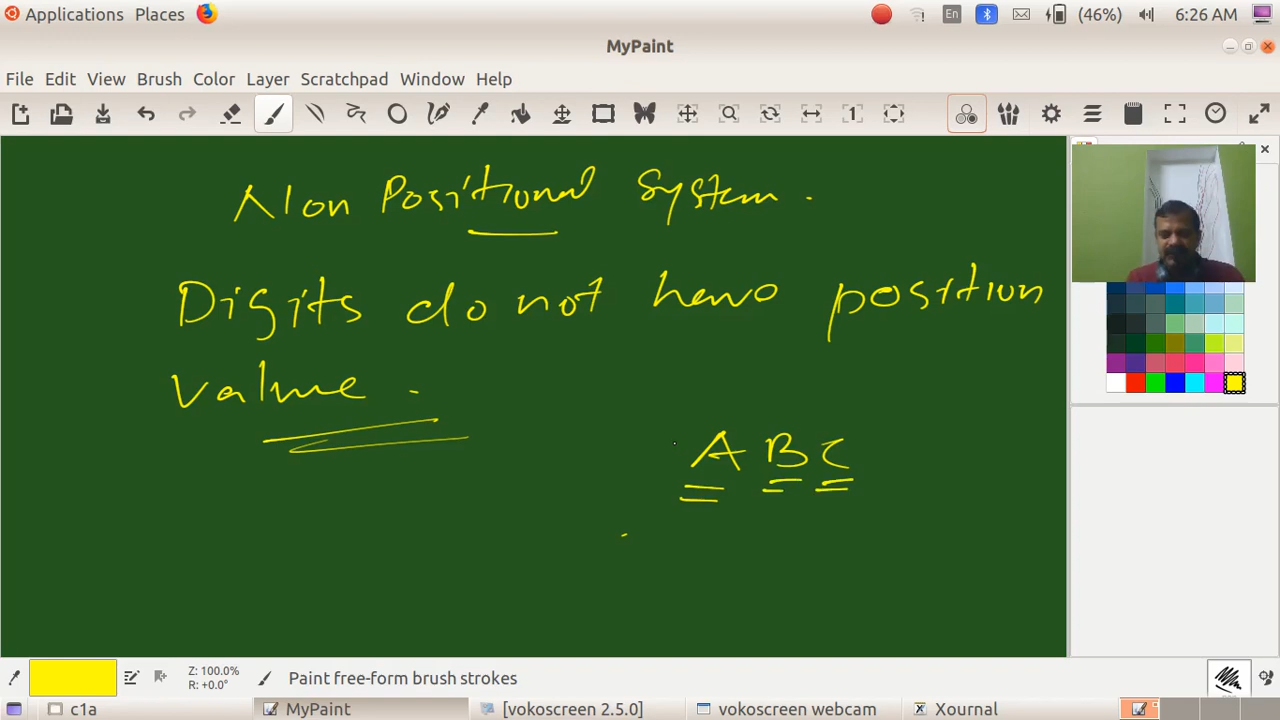 Applications Places En (46%) 6:26 AM
MyPaint
File Edit View Brush Color Layer Scratchpad Window Help
1
Non Positional System.
Digits do not have position
value.
A B C
Z: 100.0%
R: +0.0°
Paint free-form brush strokes
c1a MyPaint [vokoscreen 2.5.0] vokoscreen webcam Xournal